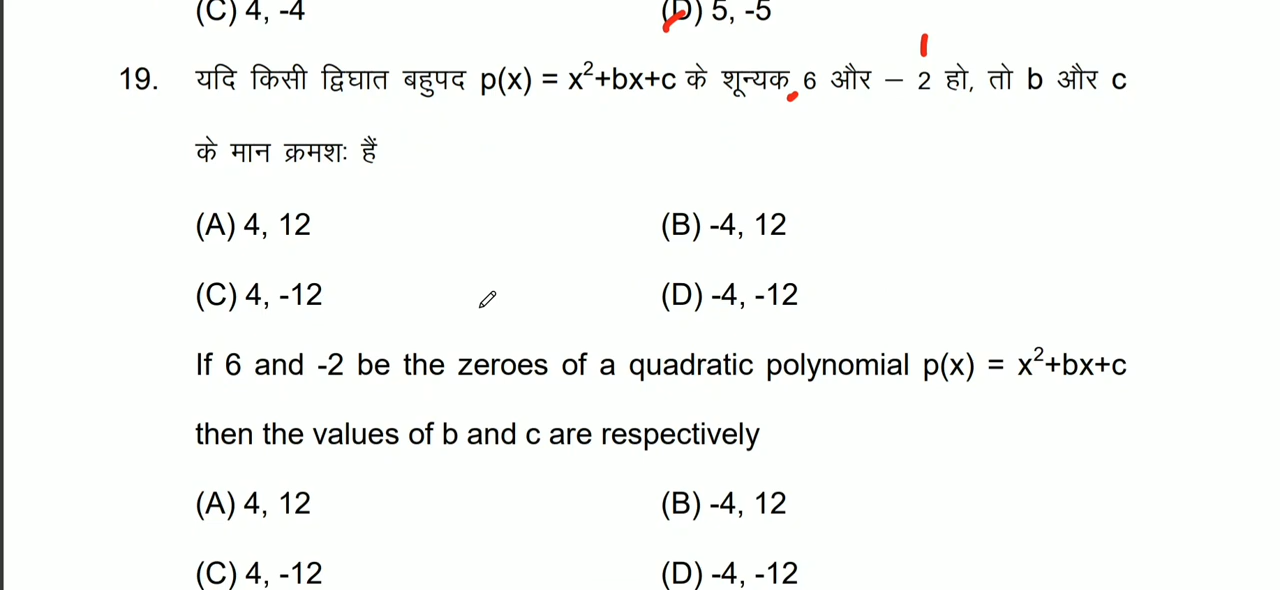 (C) 4, -4 (D) 5, -5
19. यदि किसी द्विघात बहुपद p(x) = x²+bx+c के शून्यक 6 और – 2 हो, तो b और c
के मान क्रमशः हैं
(A) 4, 12 (B) -4, 12
(C) 4, -12 (D) -4, -12
If 6 and -2 be the zeroes of a quadratic polynomial p(x) = x²+bx+c
then the values of b and c are respectively
(A) 4, 12 (B) -4, 12
(C) 4, -12 (D) -4, -12